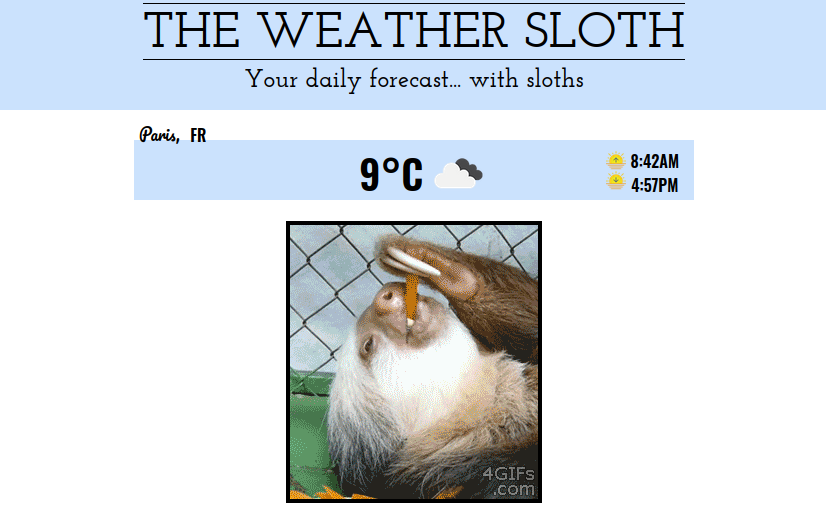 THE WEATHER SLOTH
Your daily forecast... with sloths
Paris, FR
9°C
8:42AM
4:57PM
4GIFs
.com